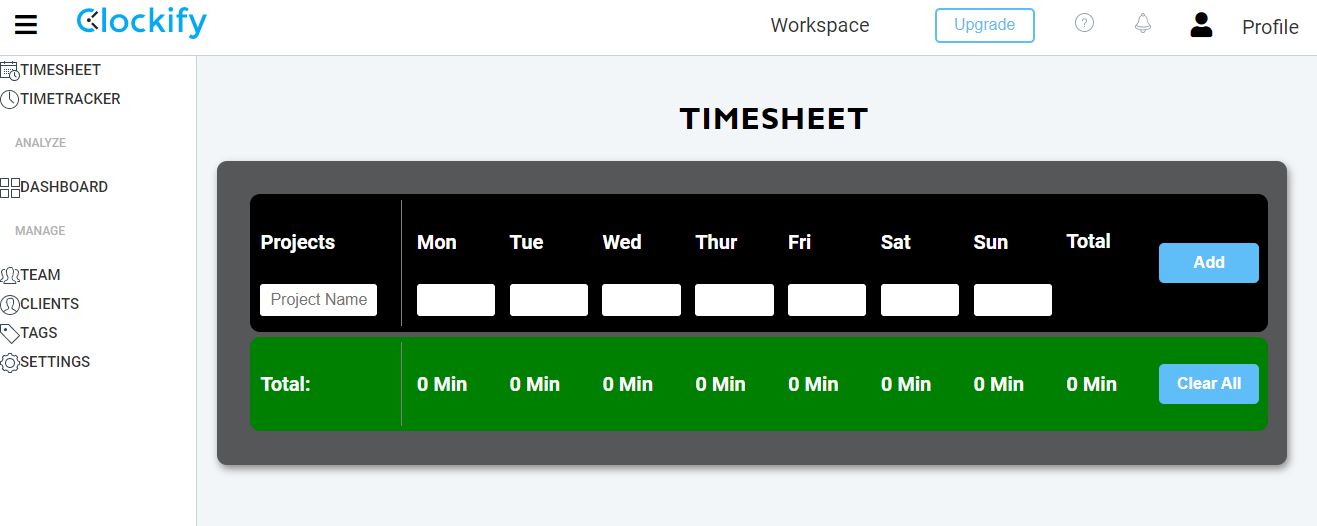 Clockify
Workspace
Upgrade
?
Profile
TIMESHEET
TIMETRACKER
ANALYZE
DASHBOARD
MANAGE
TEAM
CLIENTS
TAGS
SETTINGS
TIMESHEET
Projects Mon Tue Wed Thur Fri Sat Sun Total
Add
Project Name
Total: 0 Min 0 Min 0 Min 0 Min 0 Min 0 Min 0 Min 0 Min Clear All